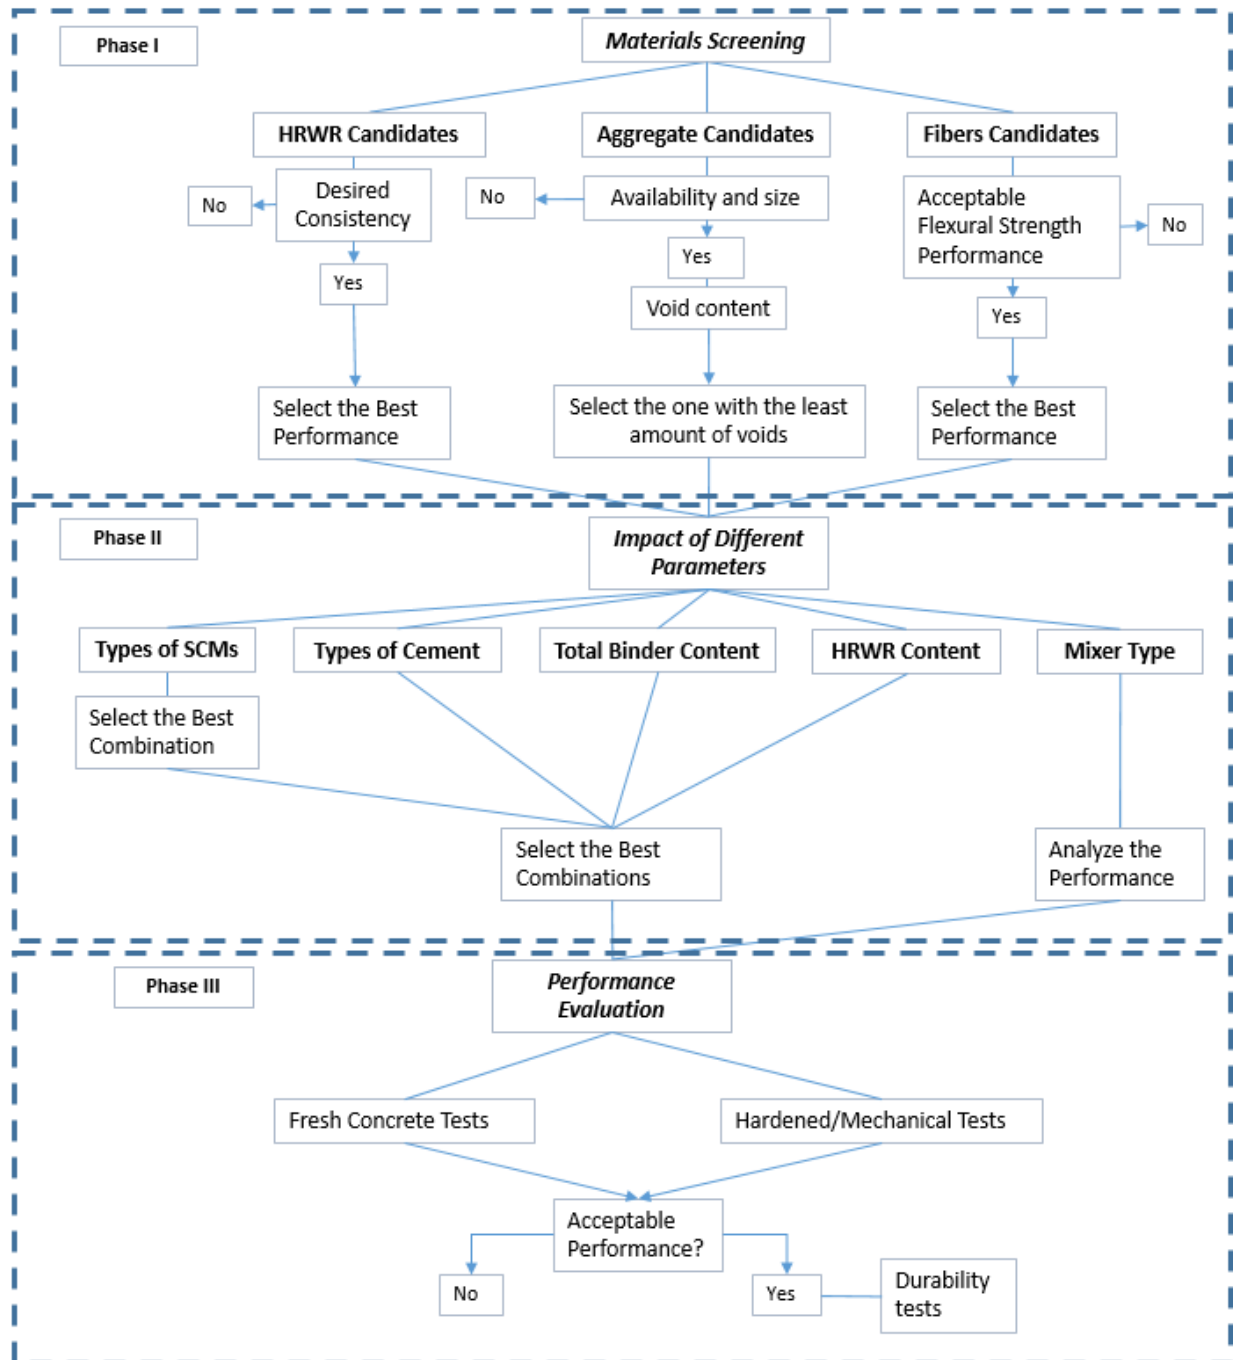 Phase I
Materials Screening
HRWR Candidates
Aggregate Candidates
Fibers Candidates
No
Desired
Consistency
No
Availability and size
Acceptable
Flexural Strength
Performance
No
Yes
Yes
Void content
Yes
Select the Best
Performance
Select the one with the least
amount of voids
Select the Best
Performance
Phase II
Impact of Different
Parameters
Types of SCMs
Types of Cement
Total Binder Content
HRWR Content
Mixer Type
Select the Best
Combination
Select the Best
Combinations
Analyze the
Performance
Phase III
Performance
Evaluation
Fresh Concrete Tests
Hardened/Mechanical Tests
Acceptable
Performance?
No
Yes
Durability
tests